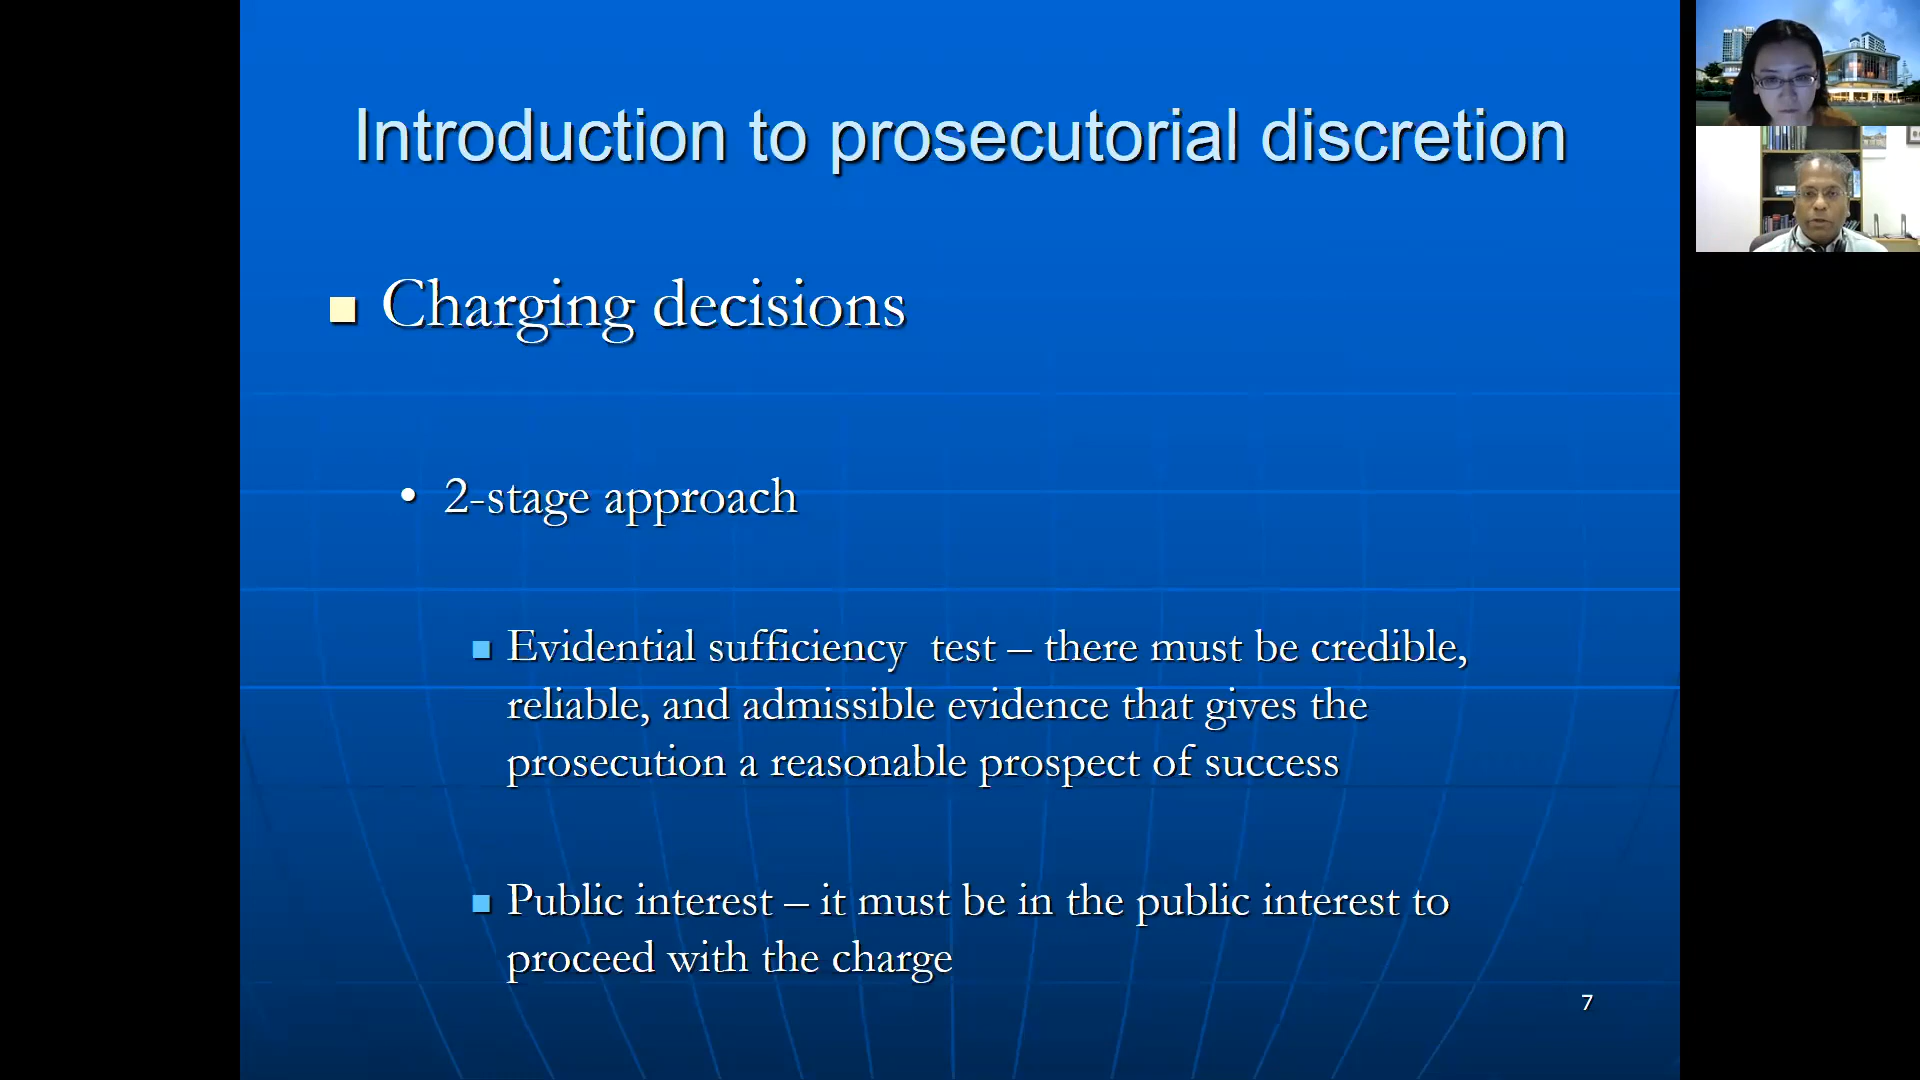 Introduction to prosecutorial discretion
Charging decisions
• 2-stage approach
Evidential sufficiency test – there must be credible,
reliable, and admissible evidence that gives the
prosecution a reasonable prospect of success
Public interest – it must be in the public interest to
proceed with the charge
7